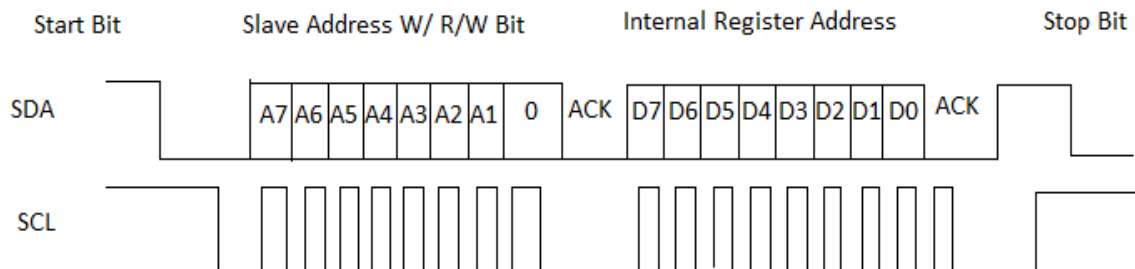 Start Bit Slave Address W/ R/W Bit Internal Register Address Stop Bit
SDA A7 A6 A5 A4 A3 A2 A1 0 ACK D7 D6 D5 D4 D3 D2 D1 D0 ACK
SCL